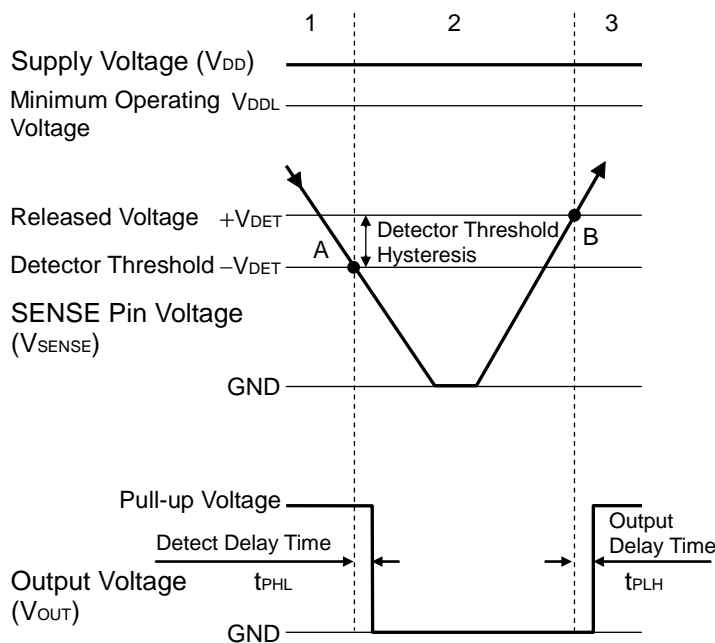 1 2 3
Supply Voltage (VDD)
Minimum Operating VDDL
Voltage
Released Voltage +VDET
Detector Threshold
Hysteresis
A
B
Detector Threshold −VDET
SENSE Pin Voltage
(VSENSE)
GND
Pull-up Voltage
Detect Delay Time
Output
Delay Time
tPHL
tPLH
Output Voltage
(VOUT)
GND